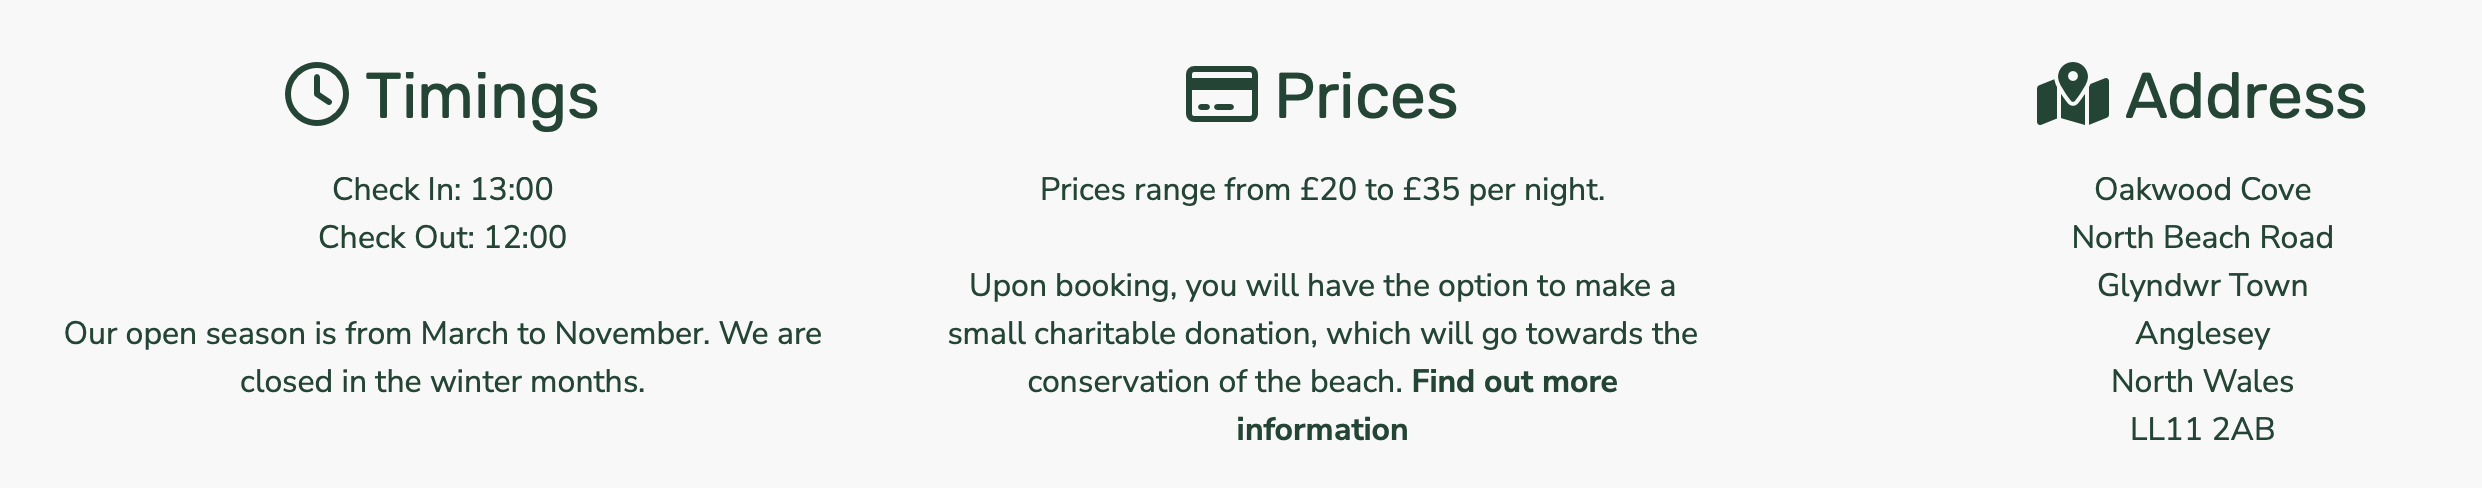 Timings
Check In: 13:00
Check Out: 12:00
Our open season is from March to November. We are
closed in the winter months.
Prices
Prices range from £20 to £35 per night.
Upon booking, you will have the option to make a
small charitable donation, which will go towards the
conservation of the beach. Find out more
information
Address
Oakwood Cove
North Beach Road
Glyndwr Town
Anglesey
North Wales
LL11 2AB